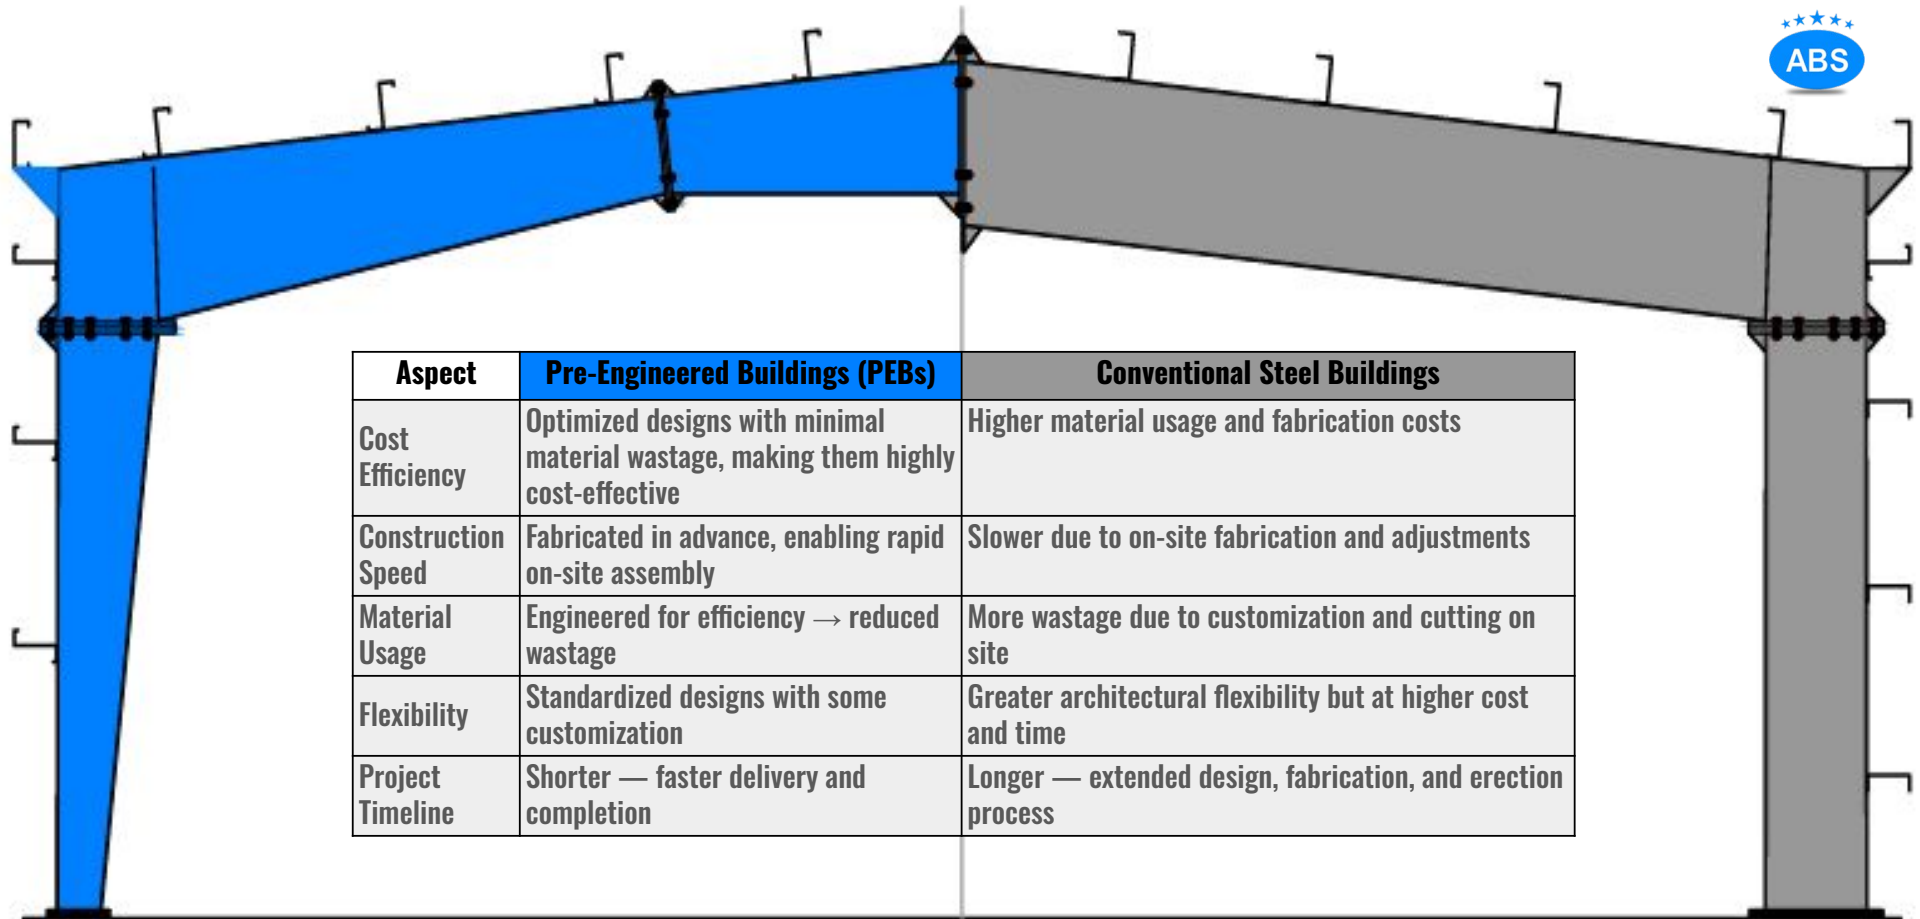 ABS
Aspect
Pre-Engineered Buildings (PEBs)
Conventional Steel Buildings
Cost
Efficiency
Optimized designs with minimal
material wastage, making them highly
cost-effective
Higher material usage and fabrication costs
Construction
Speed
Fabricated in advance, enabling rapid
on-site assembly
Slower due to on-site fabrication and adjustments
Material
Usage
Engineered for efficiency → reduced
wastage
More wastage due to customization and cutting on
site
Flexibility
Standardized designs with some
customization
Greater architectural flexibility but at higher cost
and time
Project
Timeline
Shorter — faster delivery and
completion
Longer — extended design, fabrication, and erection
process